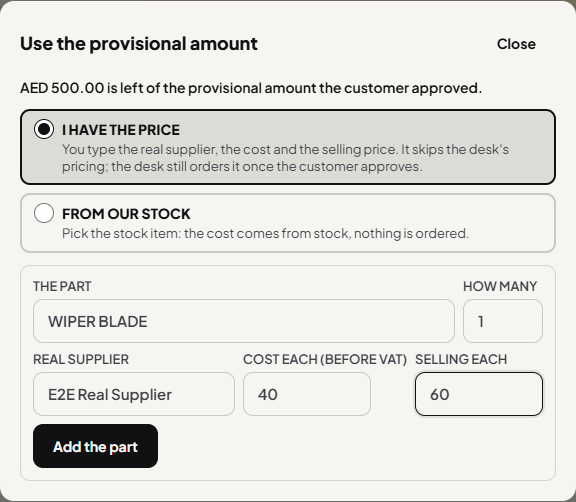 Use the provisional amount
Close
AED 500.00 is left of the provisional amount the customer approved.
I HAVE THE PRICE
You type the real supplier, the cost and the selling price. It skips the desk's
pricing; the desk still orders it once the customer approves.
FROM OUR STOCK
Pick the stock item: the cost comes from stock, nothing is ordered.
THE PART
HOW MANY
WIPER BLADE
1
REAL SUPPLIER
COST EACH (BEFORE VAT)
SELLING EACH
E2E Real Supplier
40
60
Add the part